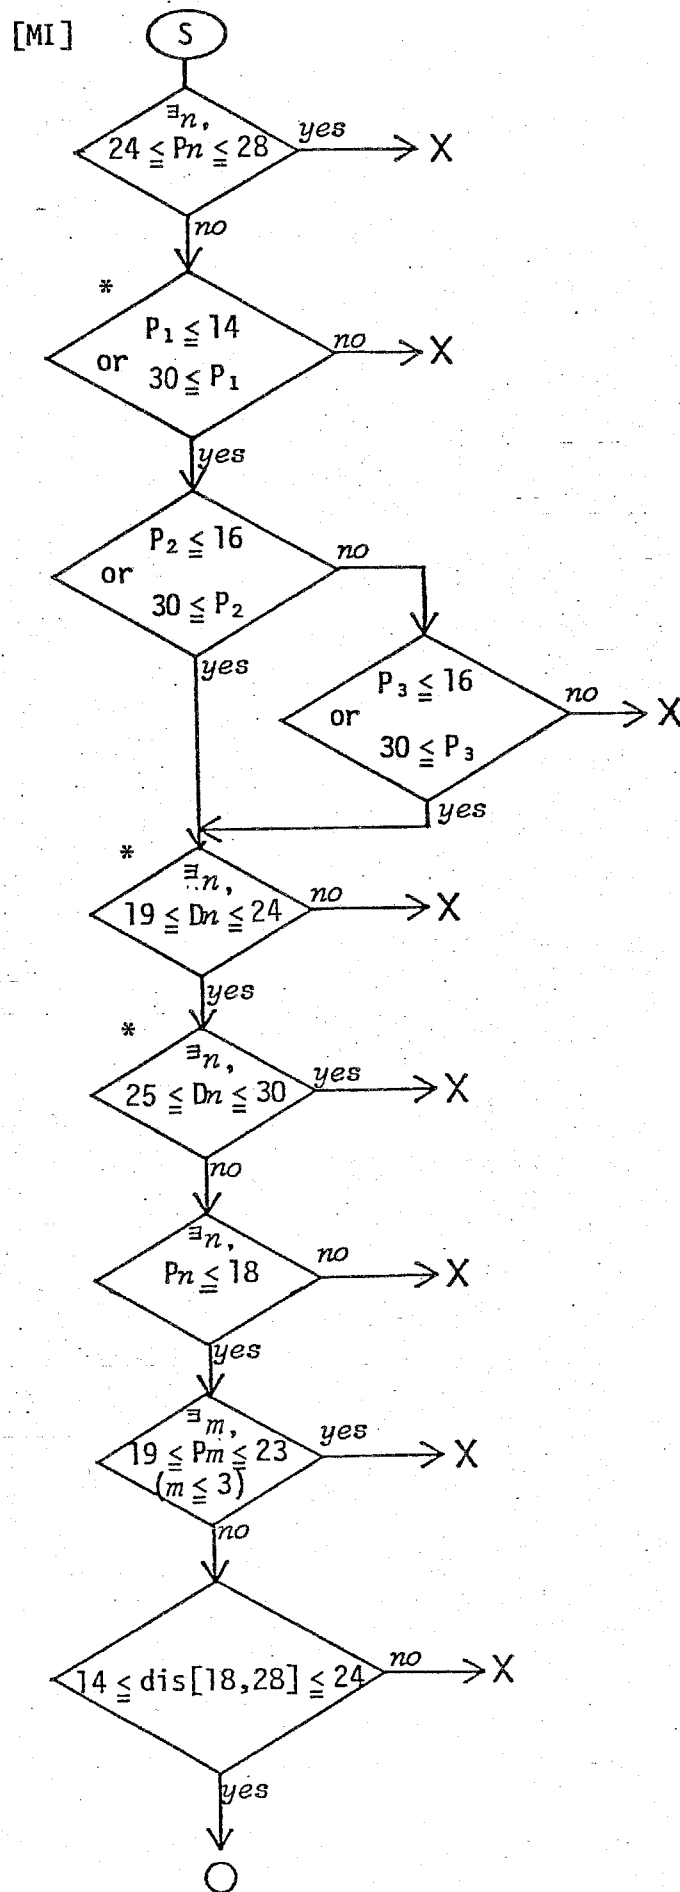 [MI]
S
∃n,
24 ≦ Pn ≦ 28
yes
X
no
*
P₁ ≦ 14
or
30 ≦ P₁
no
X
yes
P₂ ≦ 16
or
30 ≦ P₂
no
yes
P₃ ≦ 16
or
30 ≦ P₃
no
X
yes
*
∃n,
19 ≦ Dn ≦ 24
no
X
yes
*
∃n,
25 ≦ Dn ≦ 30
yes
X
no
∃n,
Pn ≦ 18
no
X
yes
∃m,
19 ≦ Pm ≦ 23
(m ≦ 3)
yes
X
no
14 ≦ dis[18,28] ≦ 24
no
X
yes